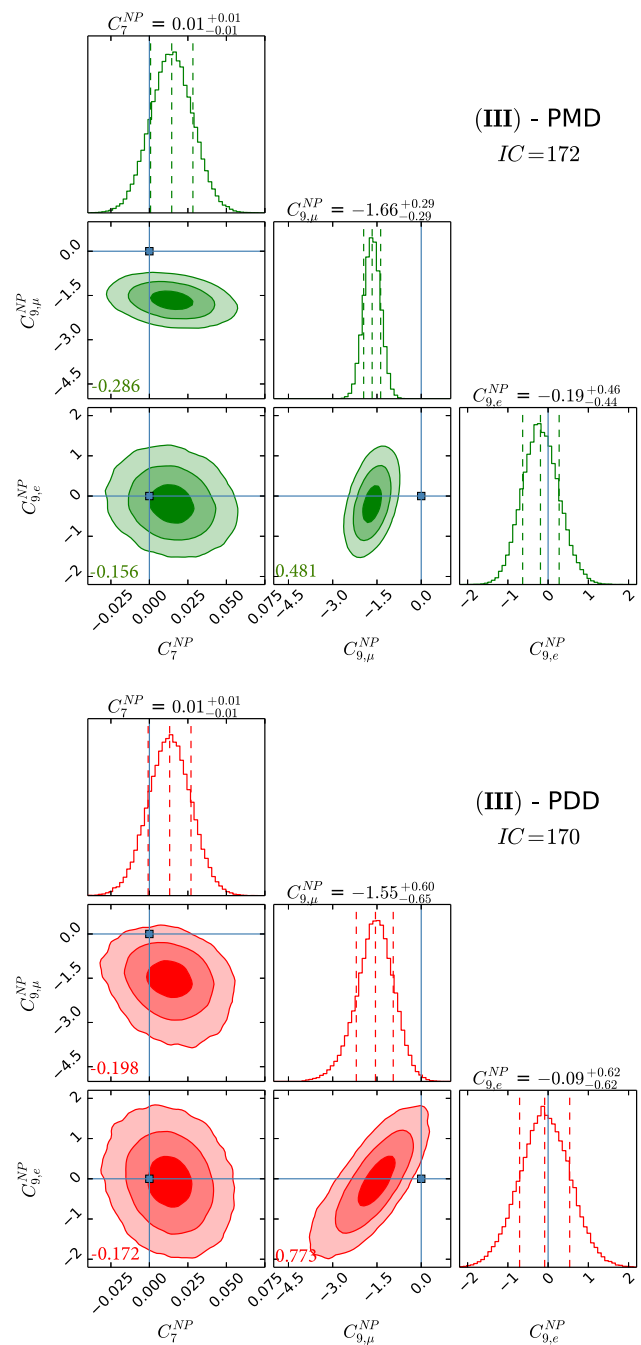 C_7^{NP} = 0.01^{+0.01}_{-0.01}
(III) - PMD
IC=172
C_{9,μ}^{NP} = −1.66^{+0.29}_{-0.29}
0.0
−1.5
−3.0
−4.5
C_{9,μ}^{NP}
-0.286
C_{9,e}^{NP} = −0.19^{+0.46}_{-0.44}
2
1
0
−1
−2
C_{9,e}^{NP}
-0.156
0.481
−0.025 0.000 0.025 0.050 0.075
−4.5 −3.0 −1.5 0.0
−2 −1 0 1 2
C_7^{NP} C_{9,μ}^{NP} C_{9,e}^{NP}
C_7^{NP} = 0.01^{+0.01}_{-0.01}
(III) - PDD
IC=170
C_{9,μ}^{NP} = −1.55^{+0.60}_{-0.65}
0.0
−1.5
−3.0
−4.5
C_{9,μ}^{NP}
-0.198
C_{9,e}^{NP} = −0.09^{+0.62}_{-0.62}
2
1
0
−1
−2
C_{9,e}^{NP}
-0.172
0.773
−0.025 0.000 0.025 0.050 0.075
−4.5 −3.0 −1.5 0.0
−2 −1 0 1 2
C_7^{NP} C_{9,μ}^{NP} C_{9,e}^{NP}